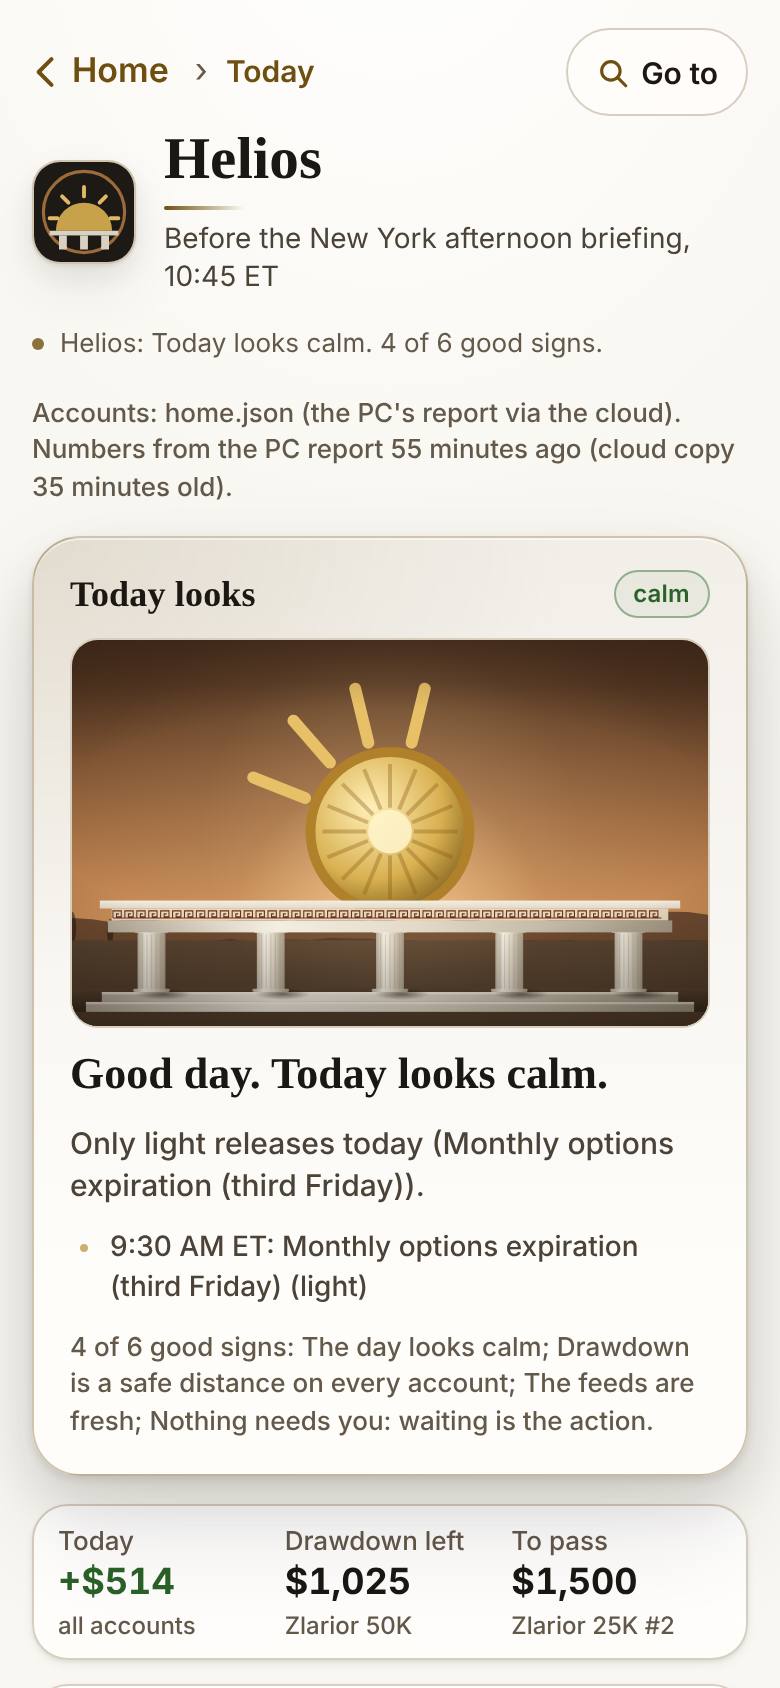 Home › Today
Go to
Helios
Before the New York afternoon briefing,
10:45 ET
Helios: Today looks calm. 4 of 6 good signs.
Accounts: home.json (the PC's report via the cloud).
Numbers from the PC report 55 minutes ago (cloud copy
35 minutes old).
Today looks
calm
Good day. Today looks calm.
Only light releases today (Monthly options
expiration (third Friday)).
9:30 AM ET: Monthly options expiration
(third Friday) (light)
4 of 6 good signs: The day looks calm; Drawdown
is a safe distance on every account; The feeds are
fresh; Nothing needs you: waiting is the action.
Today
+$514
all accounts
Drawdown left
$1,025
Zlarior 50K
To pass
$1,500
Zlarior 25K #2